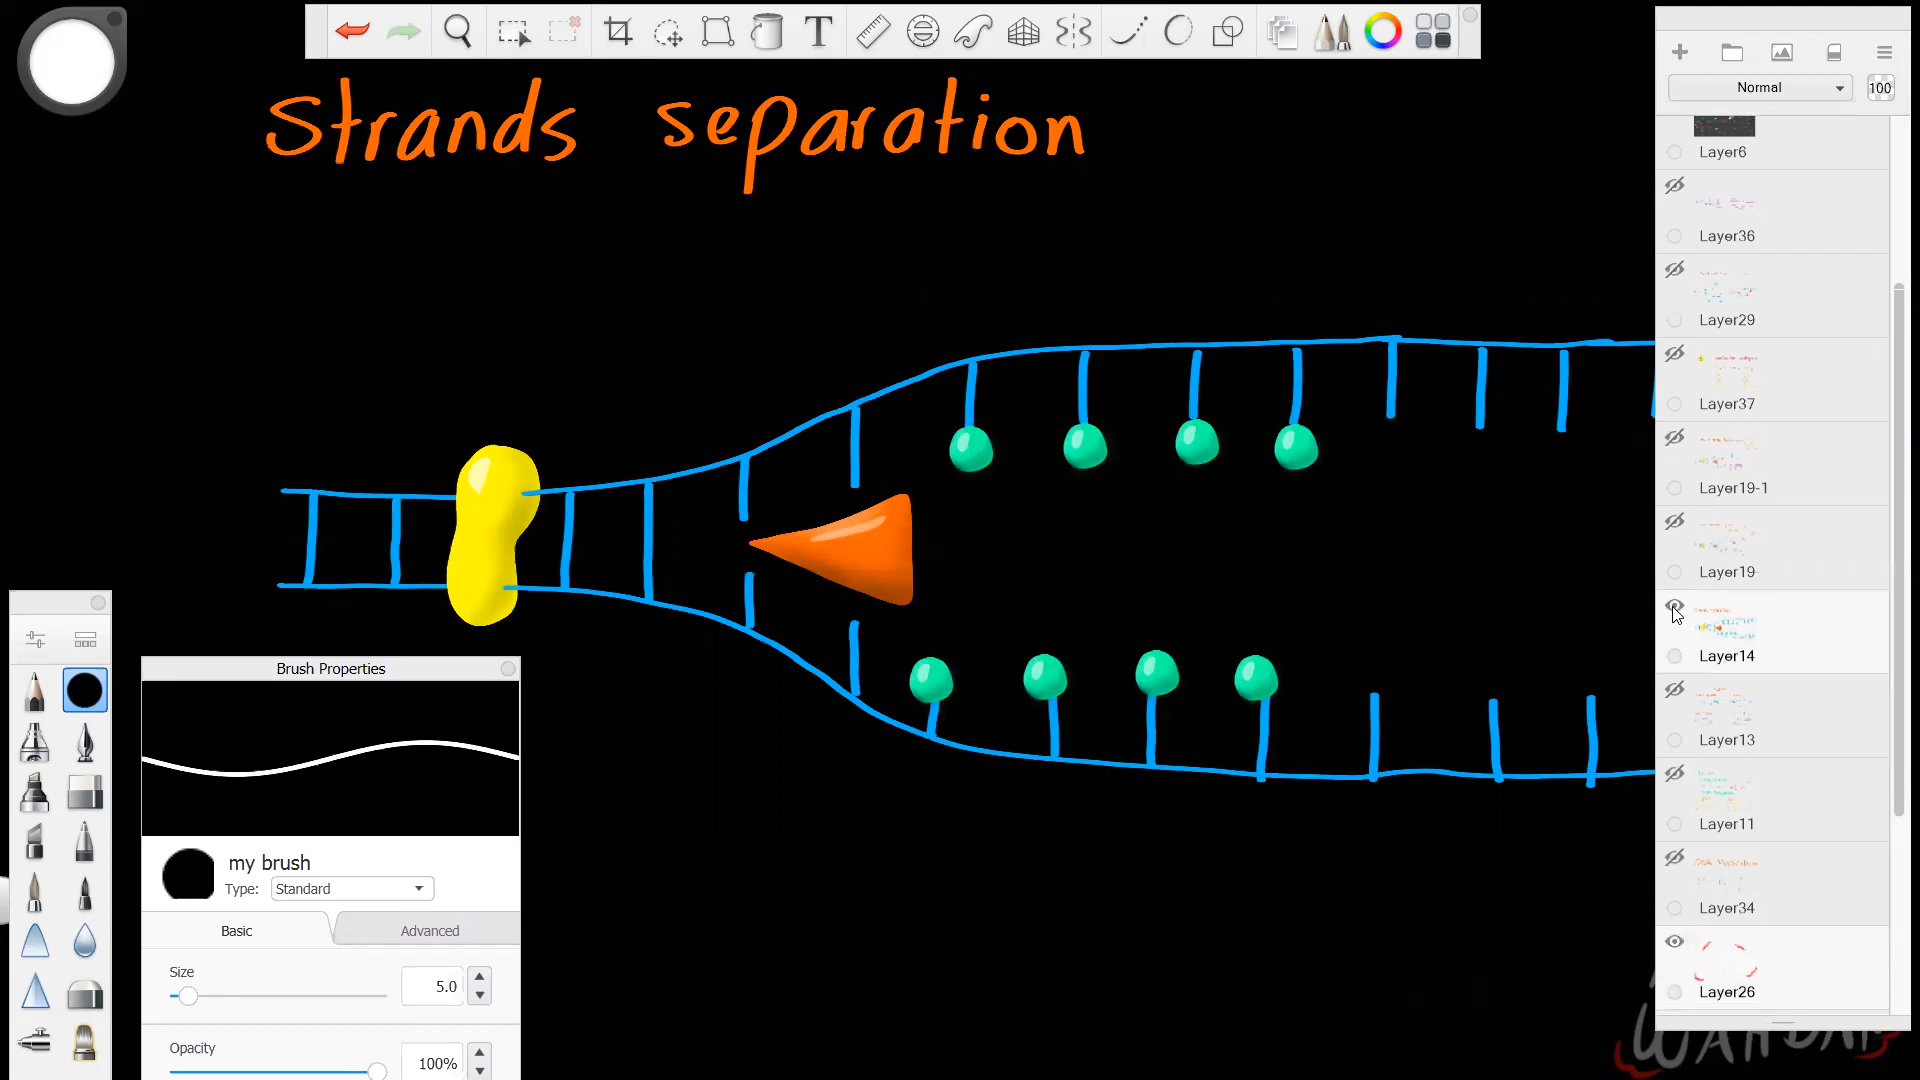 Strands separation
Normal
100
Layer6
Layer36
Layer29
Layer37
Layer19-1
Layer19
Layer14
Layer13
Layer11
Layer34
Layer26
Brush Properties
my brush
Type: Standard
Basic Advanced
Size 5.0
Opacity 100%